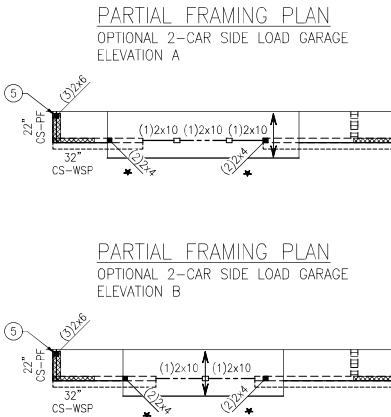 PARTIAL FRAMING PLAN
OPTIONAL 2-CAR SIDE LOAD GARAGE
ELEVATION A
5
(3)2x6
22"
CS-PF
(1)2x10 (1)2x10 (1)2x10
32"
CS-WSP
(2)2x4
(2)2x4
PARTIAL FRAMING PLAN
OPTIONAL 2-CAR SIDE LOAD GARAGE
ELEVATION B
5
(3)2x6
22"
CS-PF
(1)2x10 (1)2x10
32"
CS-WSP
(2)2x4
(2)2x4